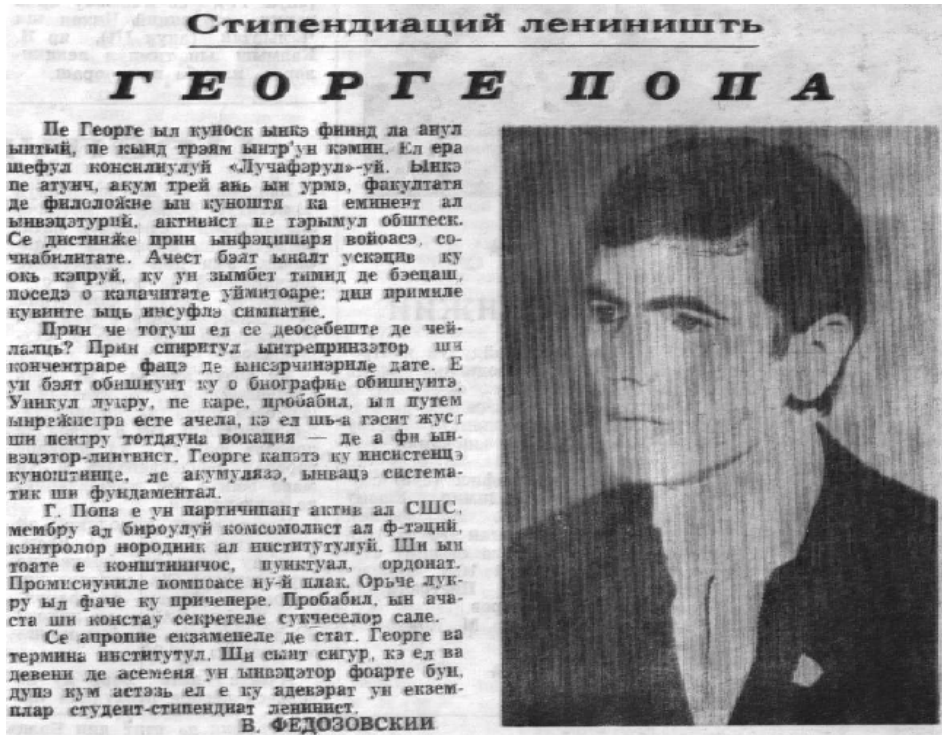 Стипендиаций лениништь
ГЕОРГЕ ПОПА
Пе Георге ыл куноск ынкэ фиинд ла анул
ынтый, пе кынд трэям ынтр'ун кэмин. Ел ера
шефул консилиулуй «Лучафэрул»-уй. Ынкэ
пе атунч, акум трей ань ын урмэ, факултатя
де филоложие ын куноштя ка еминент ал
ынвэцэтурий, активист пе тэрымул обштеск.
Се дистинже прин ынфэцишаря войоасэ, со-
чиабилитате. Ачест бэят ыналт ускэцив ку
окь кэпруй, ку ун зымбет тимид де бэецаш,
поседэ о капачитате уймитоаре: дин примиле
кувинте ыць инсуфлэ симпатие.
Прин че тотуш ел се деосебеште де чей-
лалць? Прин спиритул ынтрепринзэтор ши
кончентраре фацэ де ынсэрчинэриле дате. Е
ун бэят обишнуит ку о биографие обишнуитэ.
Уникул лукру, пе каре, пробабил, ыл путем
ынрежистра есте ачела, кэ ел шь-а гэсит жуст
ши пентру тотдяуна вокация — де а фи ын-
вэцэтор-лингвист. Георге капэтэ ку инсистенцэ
куноштинце, ле акумулязэ, ынвацэ система-
тик ши фундаментал.
Г. Попа е ун партичипант актив ал СШС,
мембру ал бироулуй комсомолист ал ф-тэций,
контролор нородник ал институтулуй. Ши ын
тоате е конштиинчос, пунктуал, ордонат.
Промисиуниле помпоасе ну-й плак. Орьче лук-
ру ыл фаче ку причепере. Пробабил, ын ача-
ста ши констау секретеле сукчеселор сале.
Се апропие екзаменеле де стат. Георге ва
термина институтул. Ши сынт сигур, кэ ел ва
девени де асеменя ун ынвэцэтор фоарте бун,
дупэ кум астэзь ел е ку адевэрат ун екзем-
плар студент-стипендиат ленинист.
В. ФЕДОЗОВСКИЙ